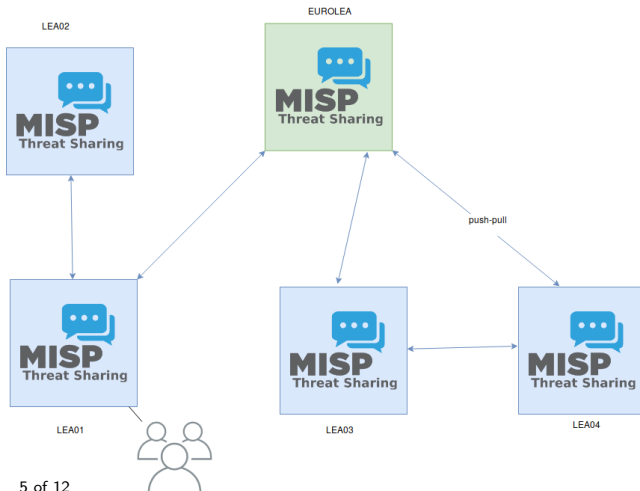 EUROLEA
LEA02
MISP
Threat Sharing
MISP
Threat Sharing
push-pull
MISP
Threat Sharing
MISP
Threat Sharing
MISP
Threat Sharing
LEA01
LEA03
LEA04
5 of 12